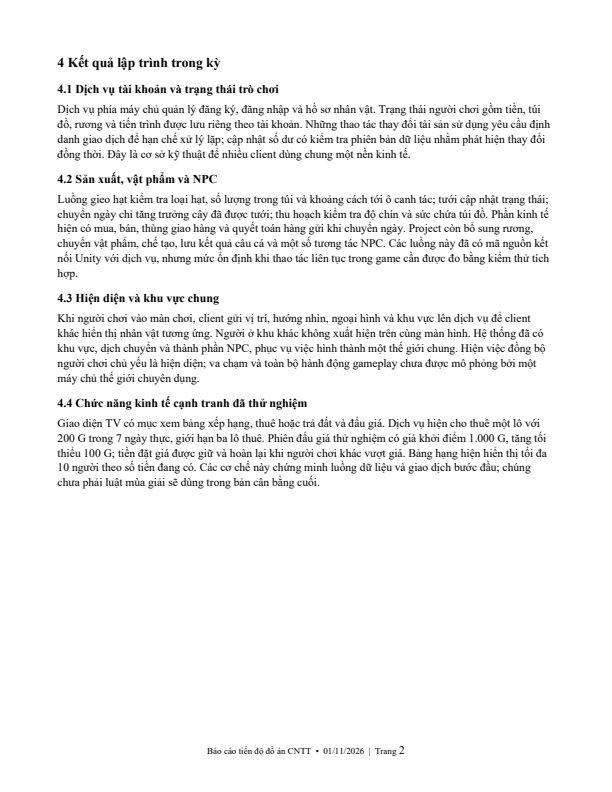 4 Kết quả lập trình trong kỳ
4.1 Dịch vụ tài khoản và trạng thái trò chơi
Dịch vụ phía máy chủ quản lý đăng ký, đăng nhập và hồ sơ nhân vật. Trạng thái người chơi gồm tiền, túi
đồ, rương và tiến trình được lưu riêng theo tài khoản. Những thao tác thay đổi tài sản sử dụng yêu cầu định
danh giao dịch để hạn chế xử lý lặp; cập nhật số dư có kiểm tra phiên bản dữ liệu nhằm phát hiện thay đổi
đồng thời. Đây là cơ sở kỹ thuật để nhiều client dùng chung một nền kinh tế.
4.2 Sản xuất, vật phẩm và NPC
Luồng gieo hạt kiểm tra loại hạt, số lượng trong túi và khoảng cách tới ô canh tác; tưới cập nhật trạng thái;
chuyển ngày chỉ tăng trưởng cây đã được tưới; thu hoạch kiểm tra độ chín và sức chứa túi đồ. Phần kinh tế
hiện có mua, bán, thùng giao hàng và quyết toán hàng gửi khi chuyển ngày. Project còn bổ sung rương,
chuyển vật phẩm, chế tạo, lưu kết quả câu cá và một số tương tác NPC. Các luồng này đã có mã nguồn kết
nối Unity với dịch vụ, nhưng mức ổn định khi thao tác liên tục trong game cần được đo bằng kiểm thử tích
hợp.
4.3 Hiện diện và khu vực chung
Khi người chơi vào màn chơi, client gửi vị trí, hướng nhìn, ngoại hình và khu vực lên dịch vụ để client
khác hiển thị nhân vật tương ứng. Người ở khu khác không xuất hiện trên cùng màn hình. Hệ thống đã có
khu vực, dịch chuyển và thành phần NPC, phục vụ việc hình thành một thế giới chung. Hiện việc đồng bộ
người chơi chủ yếu là hiện diện; va chạm và toàn bộ hành động gameplay chưa được mô phỏng bởi một
máy chủ thế giới chuyên dụng.
4.4 Chức năng kinh tế cạnh tranh đã thử nghiệm
Giao diện TV có mục xem bảng xếp hạng, thuê hoặc trả đất và đấu giá. Dịch vụ hiện cho thuê một lô với
200 G trong 7 ngày thực, giới hạn ba lô thuê. Phiên đấu giá thử nghiệm có giá khởi điểm 1.000 G, tăng tối
thiểu 100 G; tiền đặt giá được giữ và hoàn lại khi người chơi khác vượt giá. Bảng hạng hiện hiển thị tối đa
10 người theo số tiền đang có. Các cơ chế này chứng minh luồng dữ liệu và giao dịch bước đầu; chúng
chưa phải luật mùa giải sẽ dùng trong bản cân bằng cuối.
Báo cáo tiến độ đồ án CNTT • 01/11/2026 | Trang 2